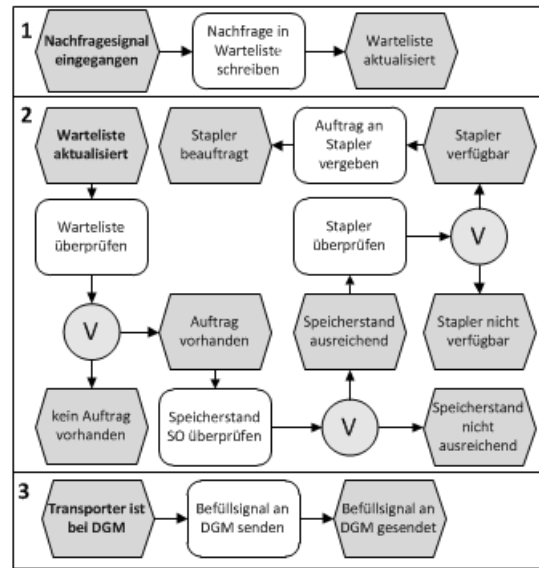 1
Nachfragesignal
eingegangen
Nachfrage in
Warteliste
schreiben
Warteliste
aktualisiert
2
Warteliste
aktualisiert
Stapler
beauftragt
Auftrag an
Stapler
vergeben
Stapler
verfügbar
Warteliste
überprüfen
Stapler
überprüfen
V
V
Auftrag
vorhanden
Speicherstand
ausreichend
Stapler nicht
verfügbar
kein Auftrag
vorhanden
Speicherstand
SO überprüfen
V
Speicherstand
nicht
ausreichend
3
Transporter ist
bei DGM
Befüllsignal an
DGM senden
Befüllsignal an
DGM gesendet